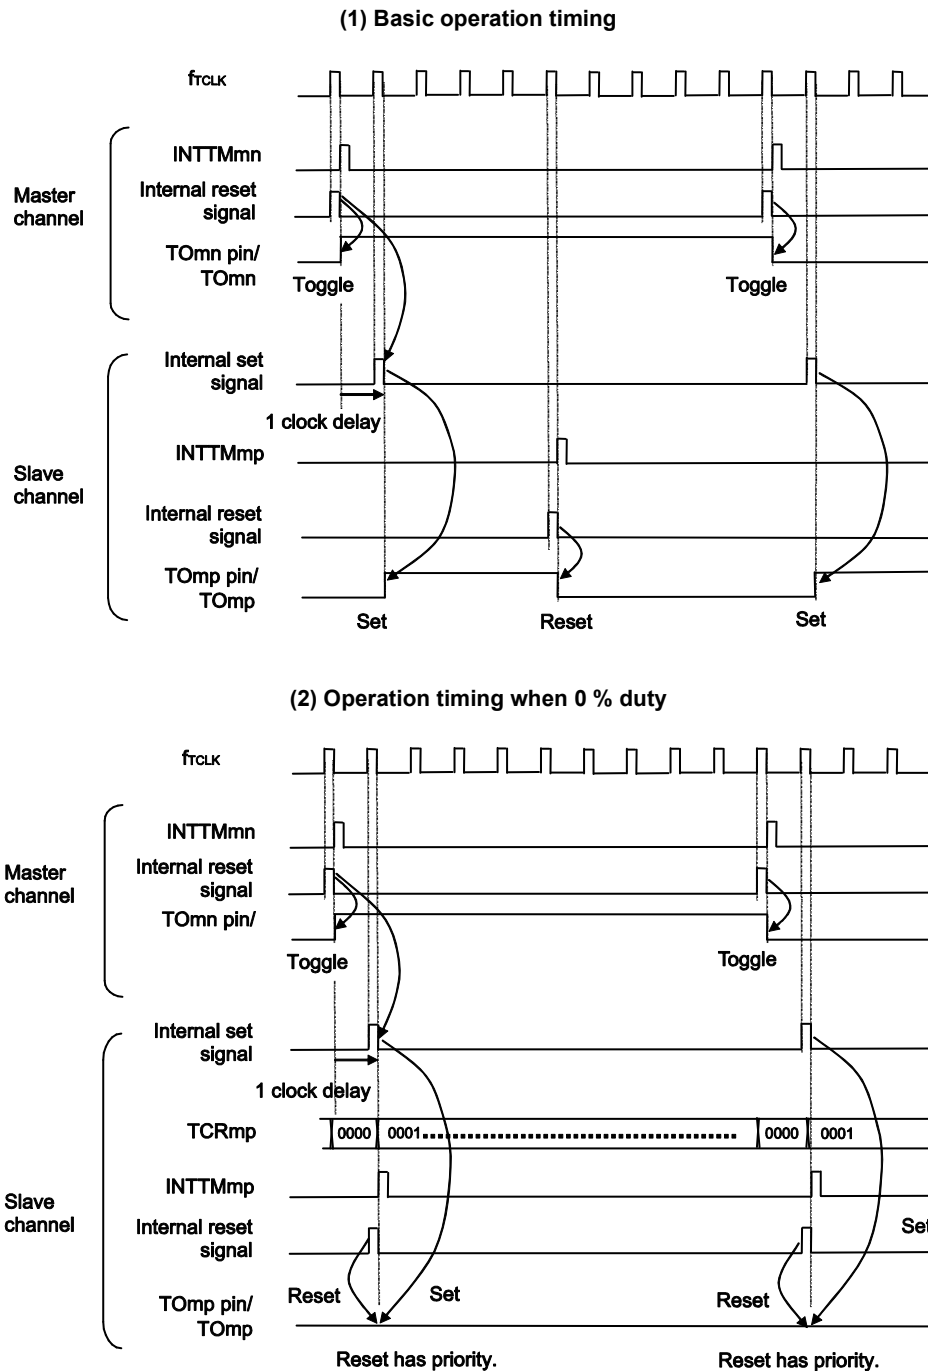 (1) Basic operation timing
fTCLK
INTTMmn
Master
channel
Internal reset
signal
TOmn pin/
TOmn
Toggle
Toggle
Internal set
signal
1 clock delay
INTTMmp
Slave
channel
Internal reset
signal
TOmp pin/
TOmp
Set
Reset
Set
(2) Operation timing when 0 % duty
fTCLK
INTTMmn
Master
channel
Internal reset
signal
TOmn pin/
Toggle
Toggle
Internal set
signal
1 clock delay
TCRmp
0000
0001
0000
0001
INTTMmp
Slave
channel
Internal reset
signal
Set
Reset
Set
Reset
TOmp pin/
TOmp
Reset has priority.
Reset has priority.